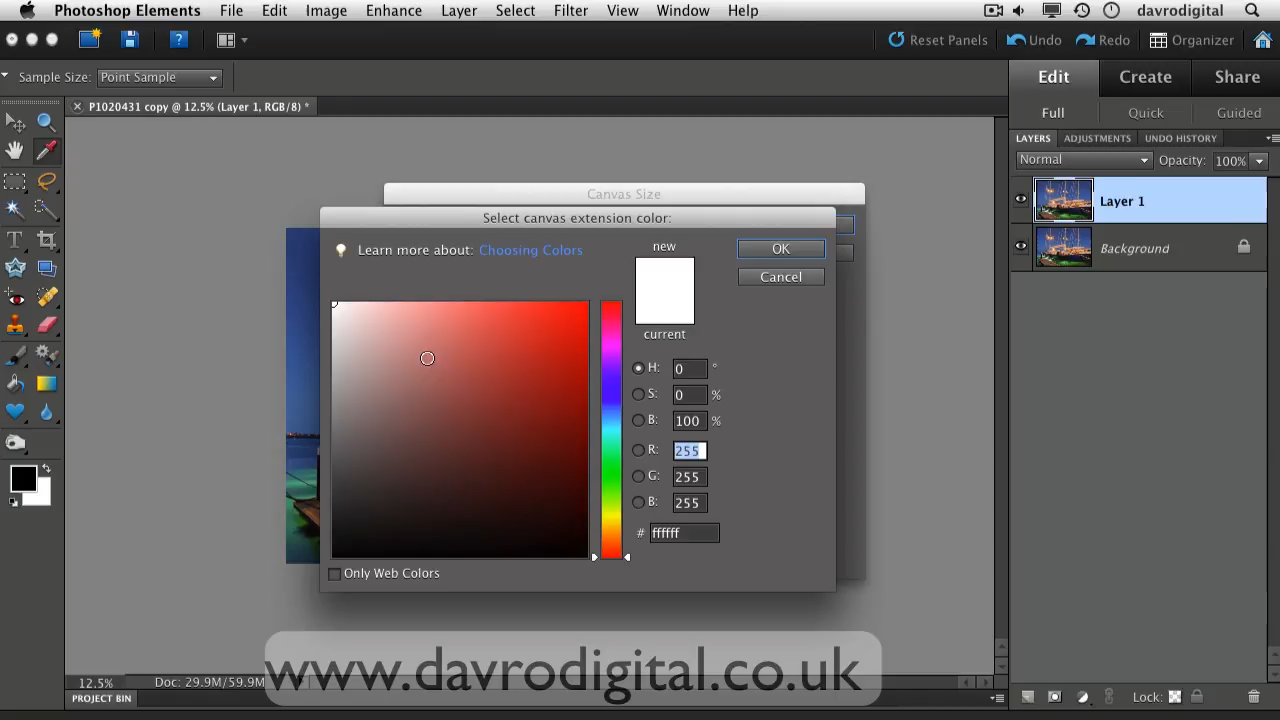 Photoshop Elements File Edit Image Enhance Layer Select Filter View Window Help davrodigital
Reset Panels Undo Redo Organizer
Sample Size: Point Sample
Edit Create Share
P1020431 copy @ 12.5% (Layer 1, RGB/8) *
Full Quick Guided
LAYERS ADJUSTMENTS UNDO HISTORY
Normal Opacity: 100%
Canvas Size
Layer 1
Select canvas extension color:
Learn more about: Choosing Colors
new
OK
Background
Cancel
current
H: 0 °
S: 0 %
B: 100 %
R: 255
G: 255
B: 255
# ffffff
Only Web Colors
www.davrodigital.co.uk
12.5% Doc: 29.9M/59.9M
PROJECT BIN
Lock:
T